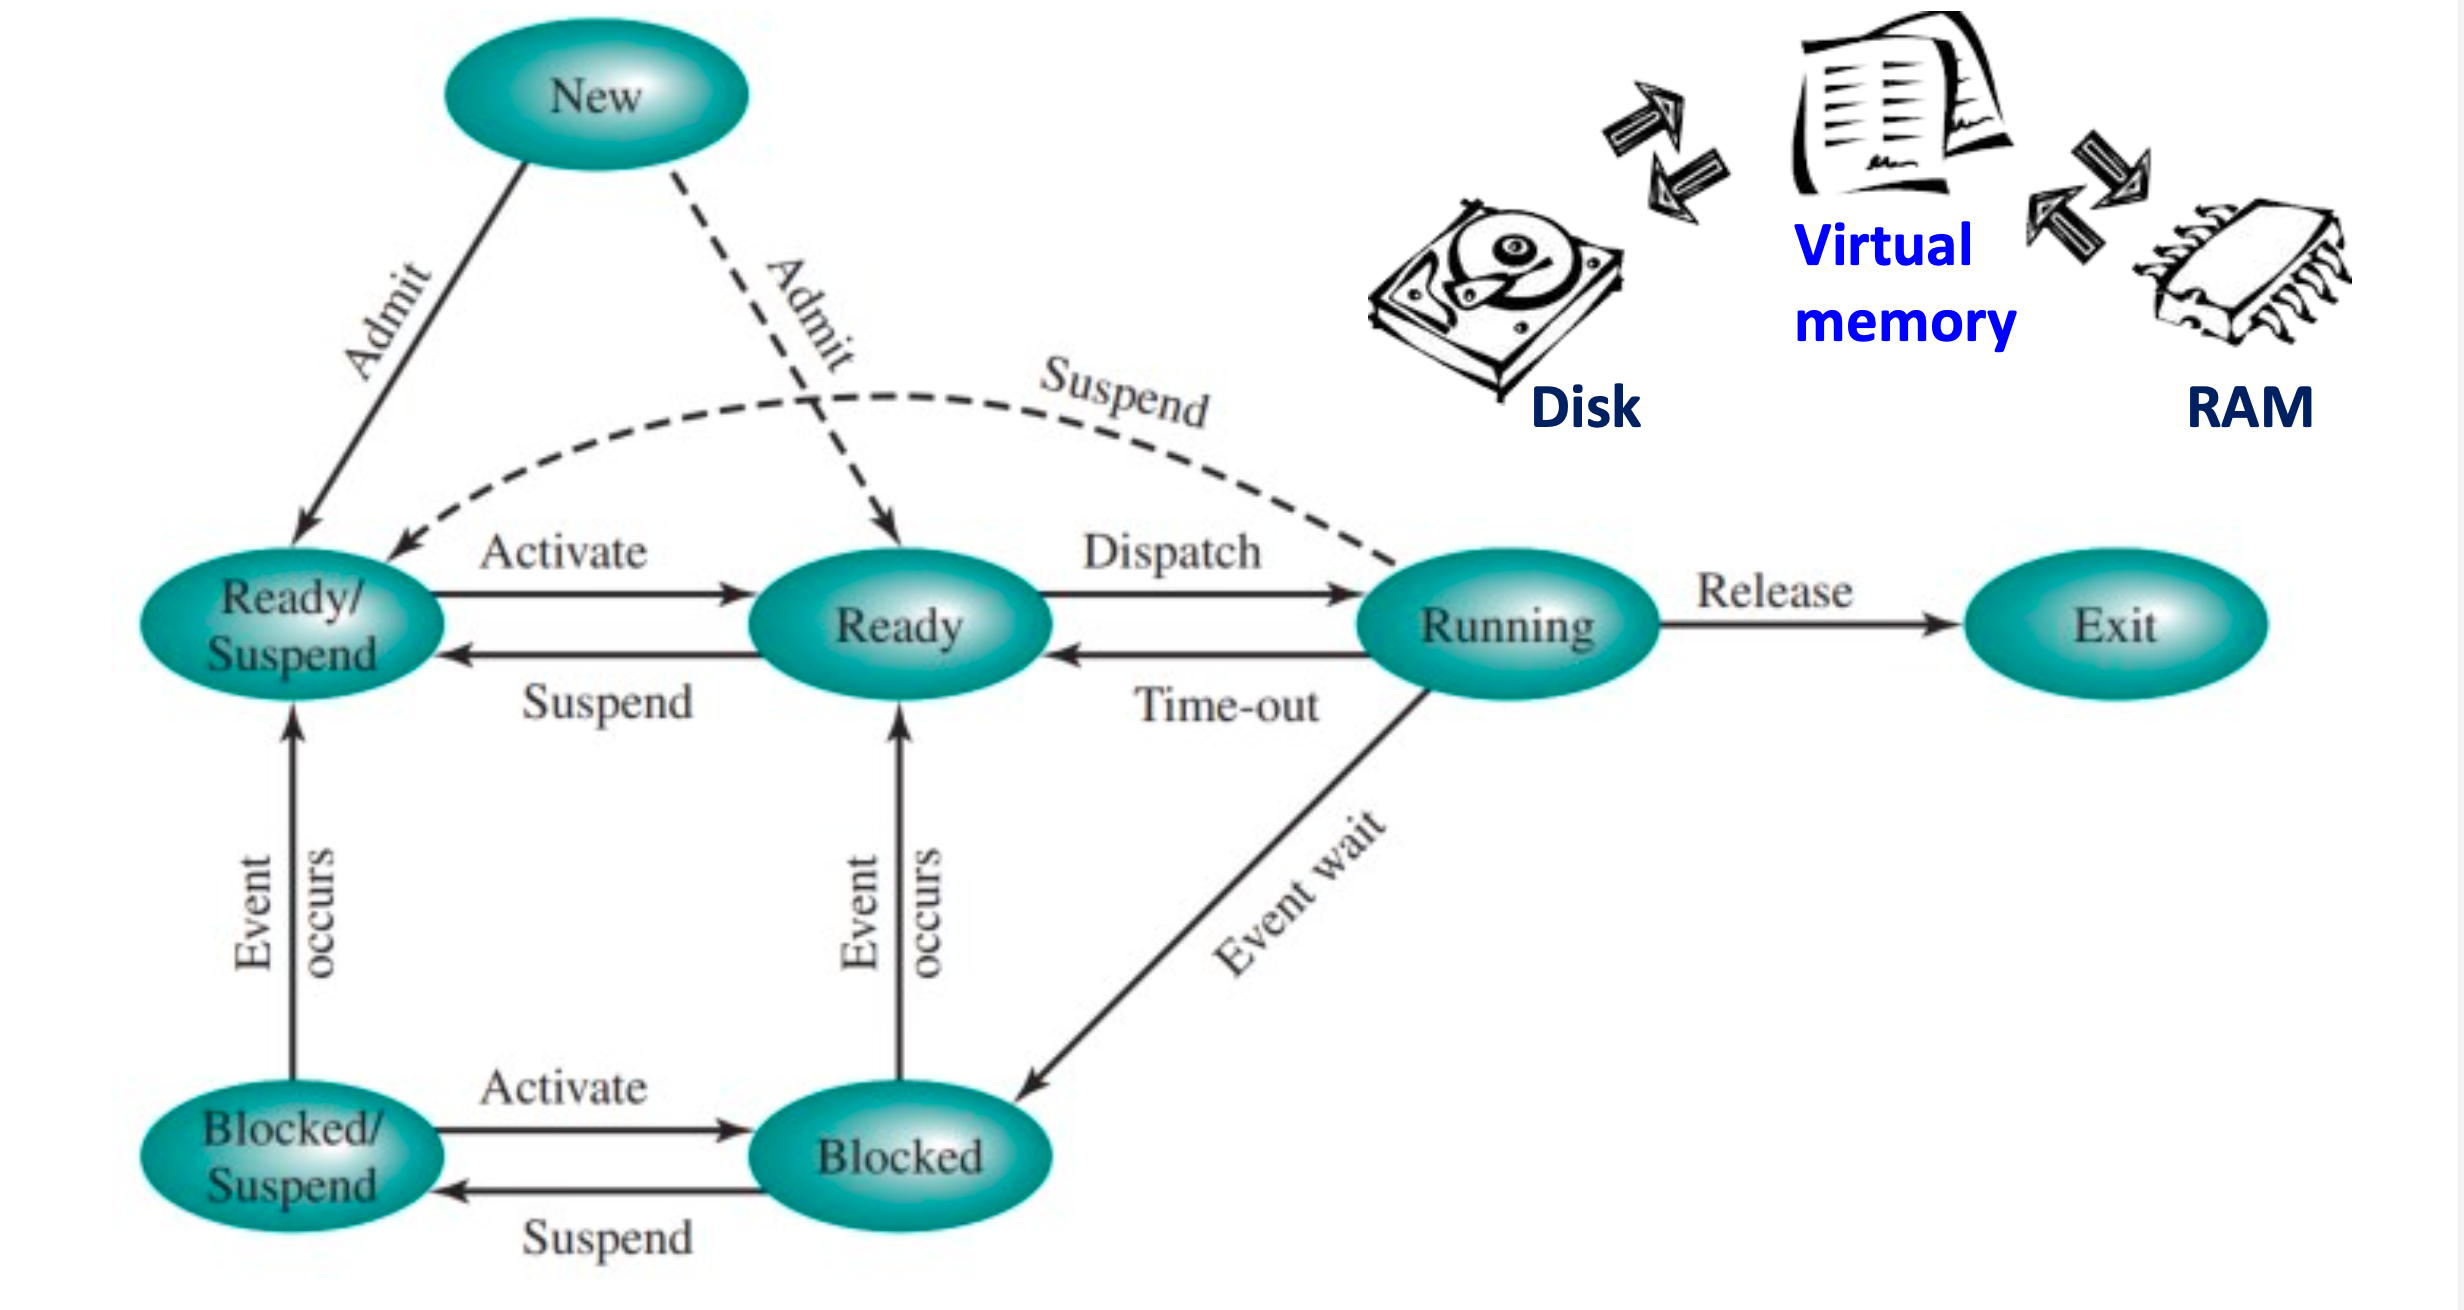 New
Virtual
memory
Disk
RAM
Admit
Admit
Suspend
Activate
Dispatch
Release
Ready/
Suspend
Ready
Running
Exit
Suspend
Time-out
Event
occurs
Event
occurs
Event wait
Activate
Blocked/
Suspend
Blocked
Suspend